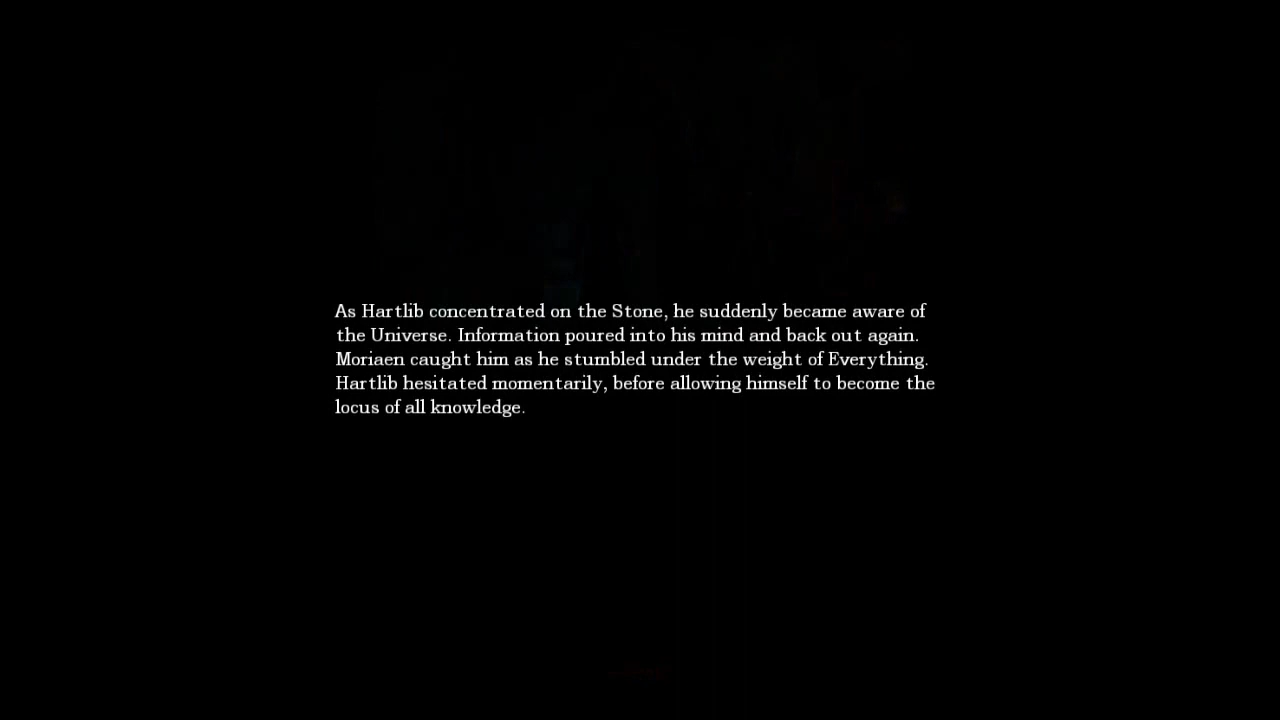 As Hartlib concentrated on the Stone, he suddenly became aware of
the Universe. Information poured into his mind and back out again.
Moriaen caught him as he stumbled under the weight of Everything.
Hartlib hesitated momentarily, before allowing himself to become the
locus of all knowledge.